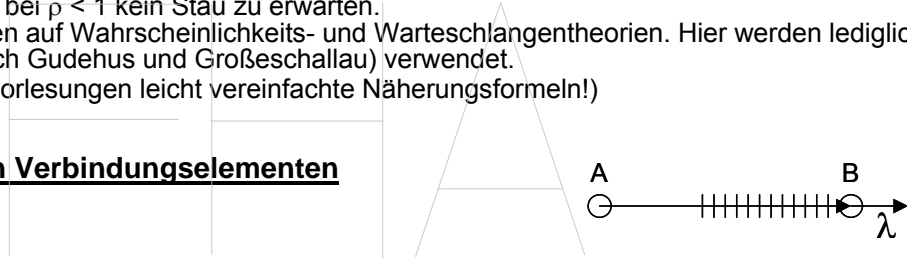 bei ρ < 1 kein Stau zu erwarten.
en auf Wahrscheinlichkeits- und Warteschlangentheorien. Hier werden lediglic
ch Gudehus und Großeschallau) verwendet.
orlesungen leicht vereinfachte Näherungsformeln!)
n Verbindungselementen
A B
λ